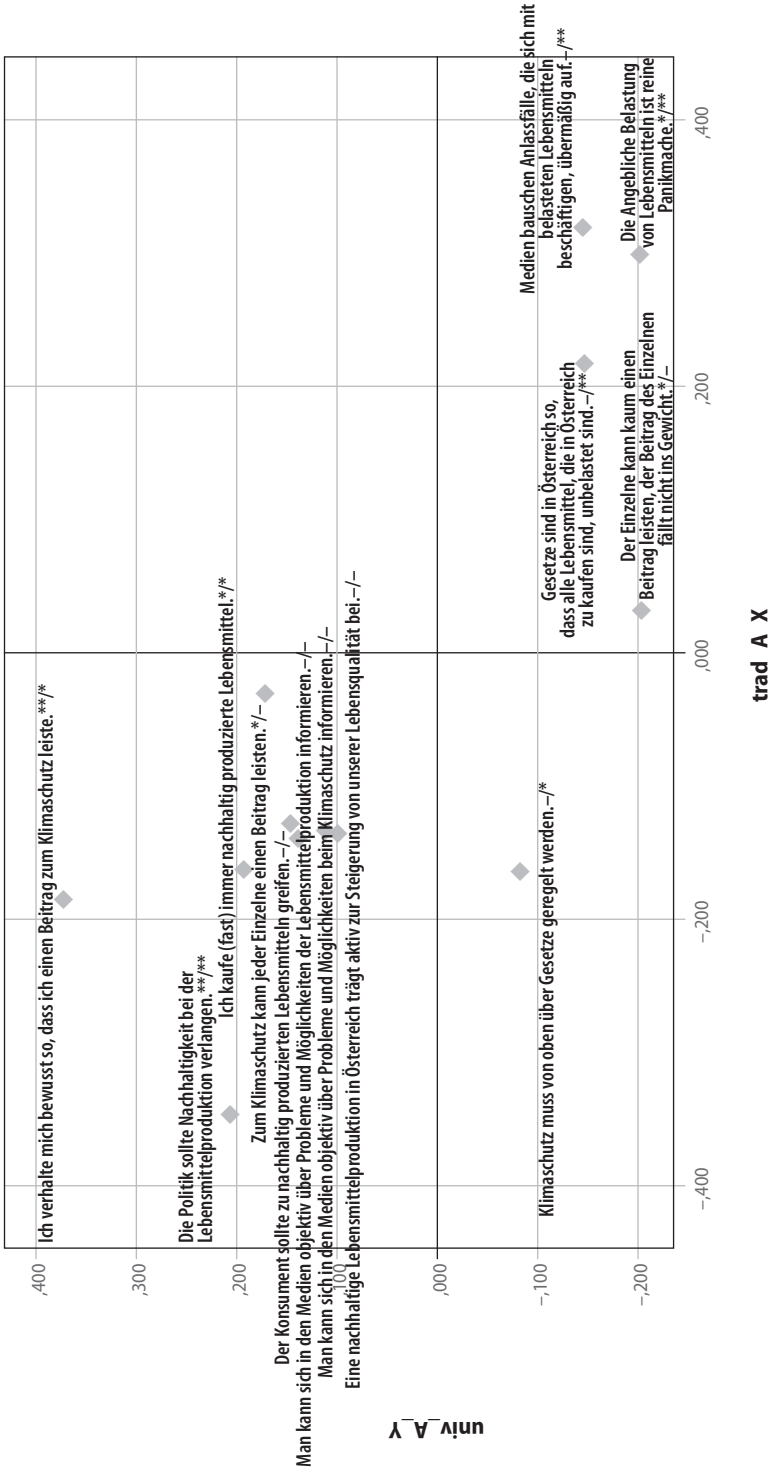 Ich verhalte mich bewusst so, dass ich einen Beitrag zum Klimaschutz leiste.**/*
Die Politik sollte Nachhaltigkeit bei der
Lebensmittelproduktion verlangen. **/**
Ich kaufe (fast) immer nachhaltig produzierte Lebensmittel.*/*
Zum Klimaschutz kann jeder Einzelne einen Beitrag leisten.*/–
Der Konsument sollte zu nachhaltig produzierten Lebensmitteln greifen.–/–
Man kann sich in den Medien objektiv über Probleme und Möglichkeiten der Lebensmittelproduktion informieren.–/–
Man kann sich in den Medien objektiv über Probleme und Möglichkeiten beim Klimaschutz informieren.–/–
Eine nachhaltige Lebensmittelproduktion in Österreich trägt aktiv zur Steigerung von unserer Lebensqualität bei.–/–
Klimaschutz muss von oben über Gesetze geregelt werden.–/*
Medien bauschen Anlassfälle, die sich mit
belasteten Lebensmitteln
beschäftigen, übermäßig auf.–/**
Gesetze sind in Österreich so,
dass alle Lebensmittel, die in Österreich
zu kaufen sind, unbelastet sind.–/**
Die Angebliche Belastung
von Lebensmitteln ist reine
Panikmache.*/**
Der Einzelne kann kaum einen
Beitrag leisten, der Beitrag des Einzelnen
fällt nicht ins Gewicht.*/–
,400
,300
,200
,100
,000
–,100
–,200
univ_A_Y
–,400
–,200
,000
,200
,400
trad_A_X